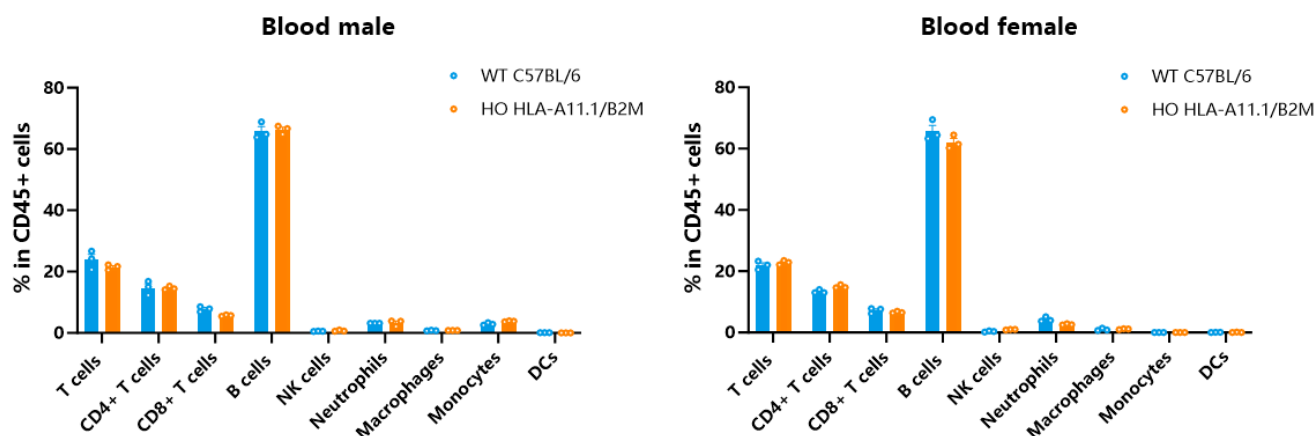 Blood male
WT C57BL/6
HO HLA-A11.1/B2M
% in CD45+ cells
80
60
40
20
0
T cells
CD4+ T cells
CD8+ T cells
B cells
NK cells
Neutrophils
Macrophages
Monocytes
DCs
Blood female
WT C57BL/6
HO HLA-A11.1/B2M
% in CD45+ cells
80
60
40
20
0
T cells
CD4+ T cells
CD8+ T cells
B cells
NK cells
Neutrophils
Macrophages
Monocytes
DCs